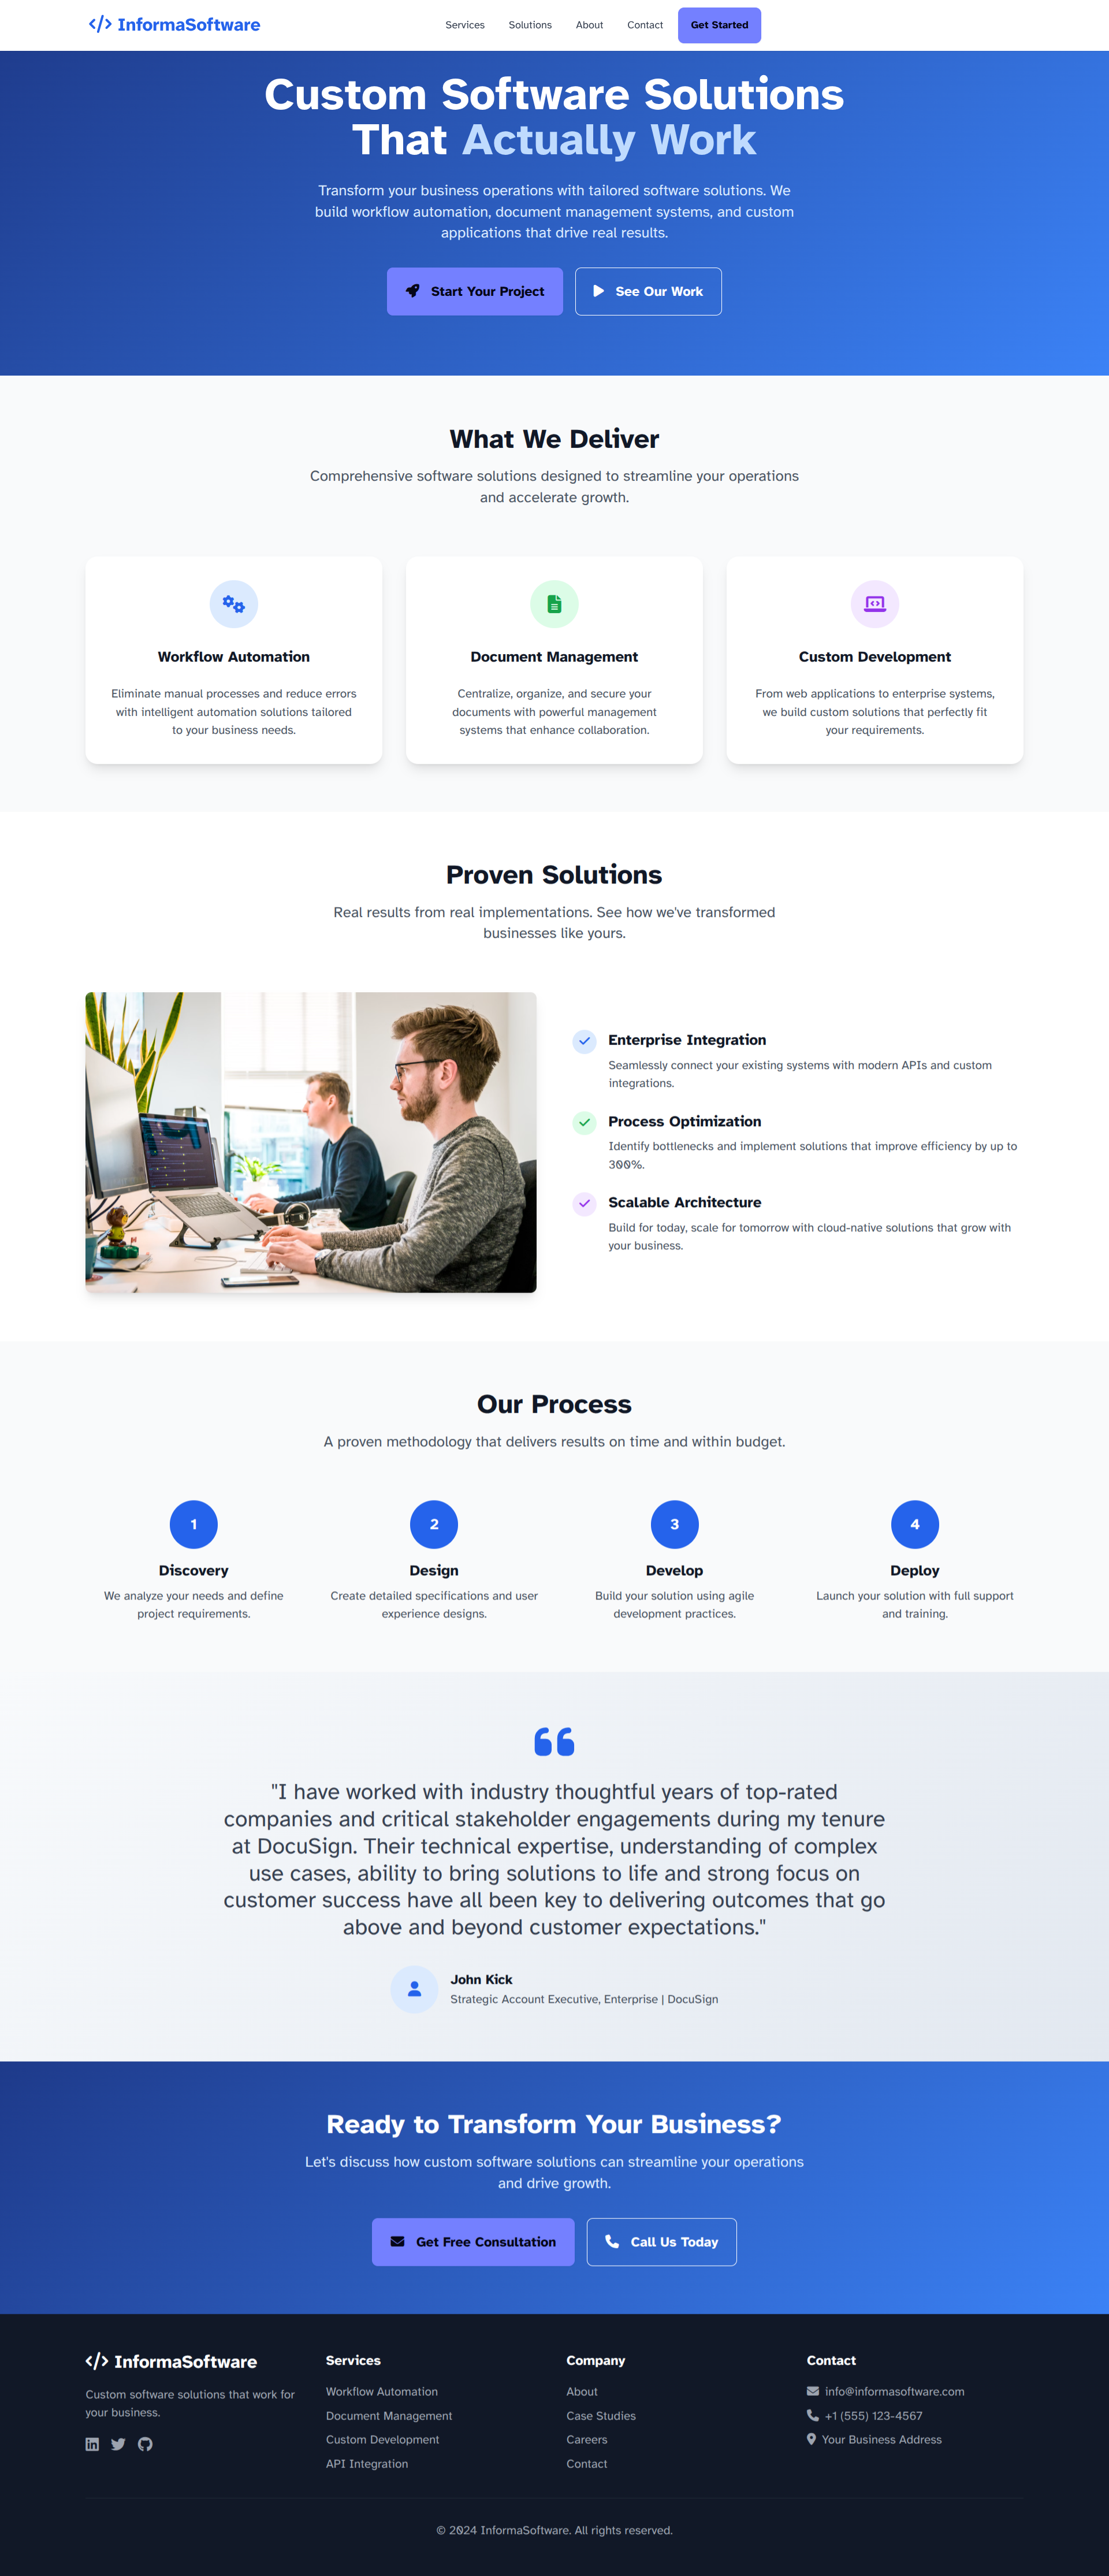 InformaSoftware
Services
Solutions
About
Contact
Get Started
Custom Software Solutions
That Actually Work
Transform your business operations with tailored software solutions. We
build workflow automation, document management systems, and custom
applications that drive real results.
Start Your Project
See Our Work
What We Deliver
Comprehensive software solutions designed to streamline your operations
and accelerate growth.
Workflow Automation
Eliminate manual processes and reduce errors
with intelligent automation solutions tailored
to your business needs.
Document Management
Centralize, organize, and secure your
documents with powerful management
systems that enhance collaboration.
Custom Development
From web applications to enterprise systems,
we build custom solutions that perfectly fit
your requirements.
Proven Solutions
Real results from real implementations. See how we've transformed
businesses like yours.
Enterprise Integration
Seamlessly connect your existing systems with modern APIs and custom
integrations.
Process Optimization
Identify bottlenecks and implement solutions that improve efficiency by up to
300%.
Scalable Architecture
Build for today, scale for tomorrow with cloud-native solutions that grow with
your business.
Our Process
A proven methodology that delivers results on time and within budget.
1
Discovery
We analyze your needs and define
project requirements.
2
Design
Create detailed specifications and user
experience designs.
3
Develop
Build your solution using agile
development practices.
4
Deploy
Launch your solution with full support
and training.
"I have worked with industry thoughtful years of top-rated
companies and critical stakeholder engagements during my tenure
at DocuSign. Their technical expertise, understanding of complex
use cases, ability to bring solutions to life and strong focus on
customer success have all been key to delivering outcomes that go
above and beyond customer expectations."
John Kick
Strategic Account Executive, Enterprise | DocuSign
Ready to Transform Your Business?
Let's discuss how custom software solutions can streamline your operations
and drive growth.
Get Free Consultation
Call Us Today
InformaSoftware
Custom software solutions that work for
your business.
Services
Workflow Automation
Document Management
Custom Development
API Integration
Company
About
Case Studies
Careers
Contact
Contact
info@informasoftware.com
+1 (555) 123-4567
Your Business Address
© 2024 InformaSoftware. All rights reserved.